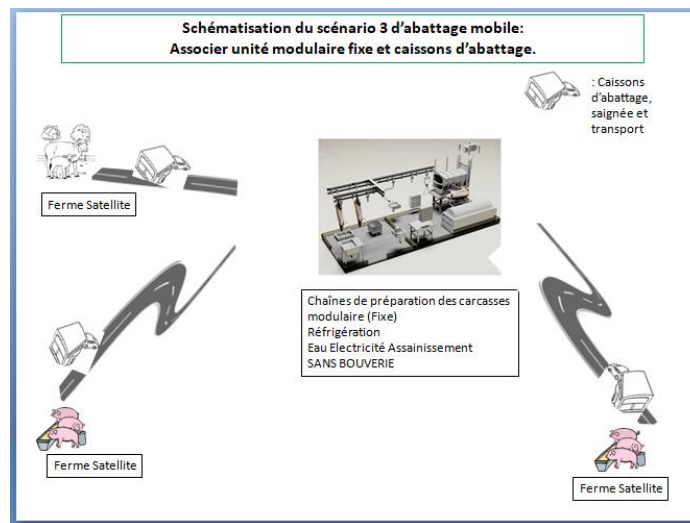 Schématisation du scénario 3 d’abattage mobile:
Associer unité modulaire fixe et caissons d’abattage.
: Caissons
d’abattage,
saignée et
transport
Ferme Satellite
Chaînes de préparation des carcasses
modulaire (Fixe)
Réfrigération
Eau Electricité Assainissement
SANS BOUVERIE
Ferme Satellite
Ferme Satellite